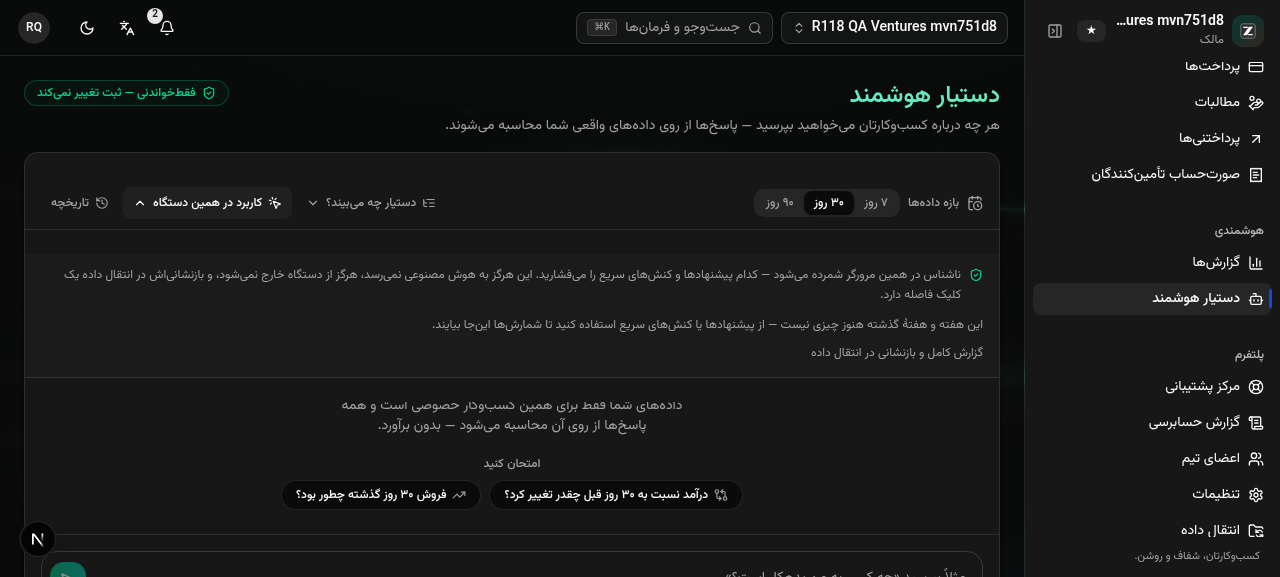 ...ures mvn751d8
مالک
پرداخت‌ها
مطالبات
پرداختنی‌ها
صورت‌حساب تأمین‌کنندگان
هوشمندی
گزارش‌ها
دستیار هوشمند
پلتفرم
مرکز پشتیبانی
گزارش حسابرسی
اعضای تیم
تنظیمات
انتقال داده
کسب‌وکارتان، شفاف و روشن.
R118 QA Ventures mvn751d8
جست‌وجو و فرمان‌ها ⌘K
2
RQ
دستیار هوشمند
فقط‌خواندنی — ثبت تغییر نمی‌کند
هر چه درباره کسب‌وکارتان می‌خواهید بپرسید — پاسخ‌ها از روی داده‌های واقعی شما محاسبه می‌شوند.
بازه داده‌ها ۷ روز ۳۰ روز ۹۰ روز
دستیار چه می‌بیند؟ کاربرد در همین دستگاه تاریخچه
ناشناس در همین مرورگر شمرده می‌شود — کدام پیشنهادها و کنش‌های سریع را می‌فشارید. این هرگز به هوش مصنوعی نمی‌رسد، هرگز از دستگاه خارج نمی‌شود، و بازنشانی‌اش در انتقال داده یک
کلیک فاصله دارد.
این هفته و هفتهٔ گذشته هنوز چیزی نیست — از پیشنهادها یا کنش‌های سریع استفاده کنید تا شمارش‌ها این‌جا بیایند.
گزارش کامل و بازنشانی در انتقال داده
داده‌های شما فقط برای همین کسب‌وکار خصوصی است و همه
پاسخ‌ها از روی آن محاسبه می‌شود — بدون برآورد.
امتحان کنید
درآمد نسبت به ۳۰ روز قبل چقدر تغییر کرد؟
فروش ۳۰ روز گذشته چطور بود؟
N